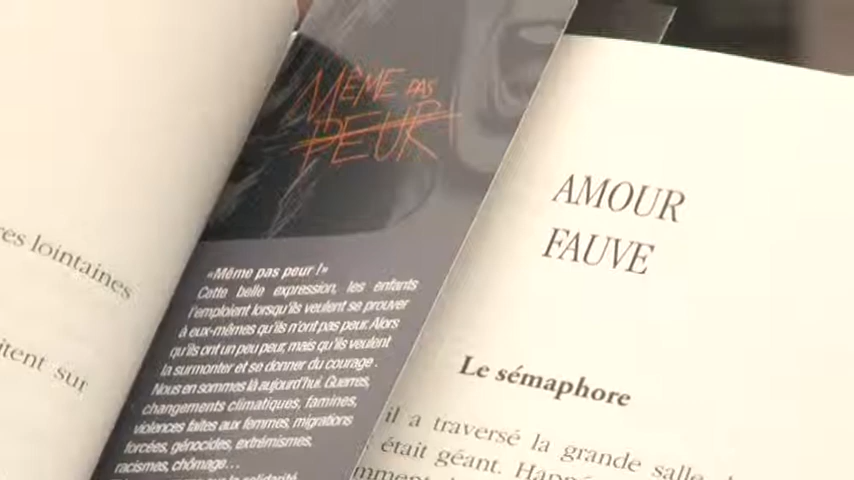 res lointaines
itent sur
MÊME PAS
PEUR!
«Même pas peur !»
Cette belle expression, les enfants
l'emploient lorsqu'ils veulent se prouver
à eux-mêmes qu'ils n'ont pas peur. Alors
qu'ils ont un peu peur, mais qu'ils veulent
la surmonter et se donner du courage.
Nous en sommes là aujourd'hui. Guerres,
changements climatiques, famines,
violences faites aux femmes, migrations
forcées, génocides, extrémismes,
racismes, chômage...
la solidarité
AMOUR
FAUVE
Le sémaphore
il a traversé la grande salle
était géant.